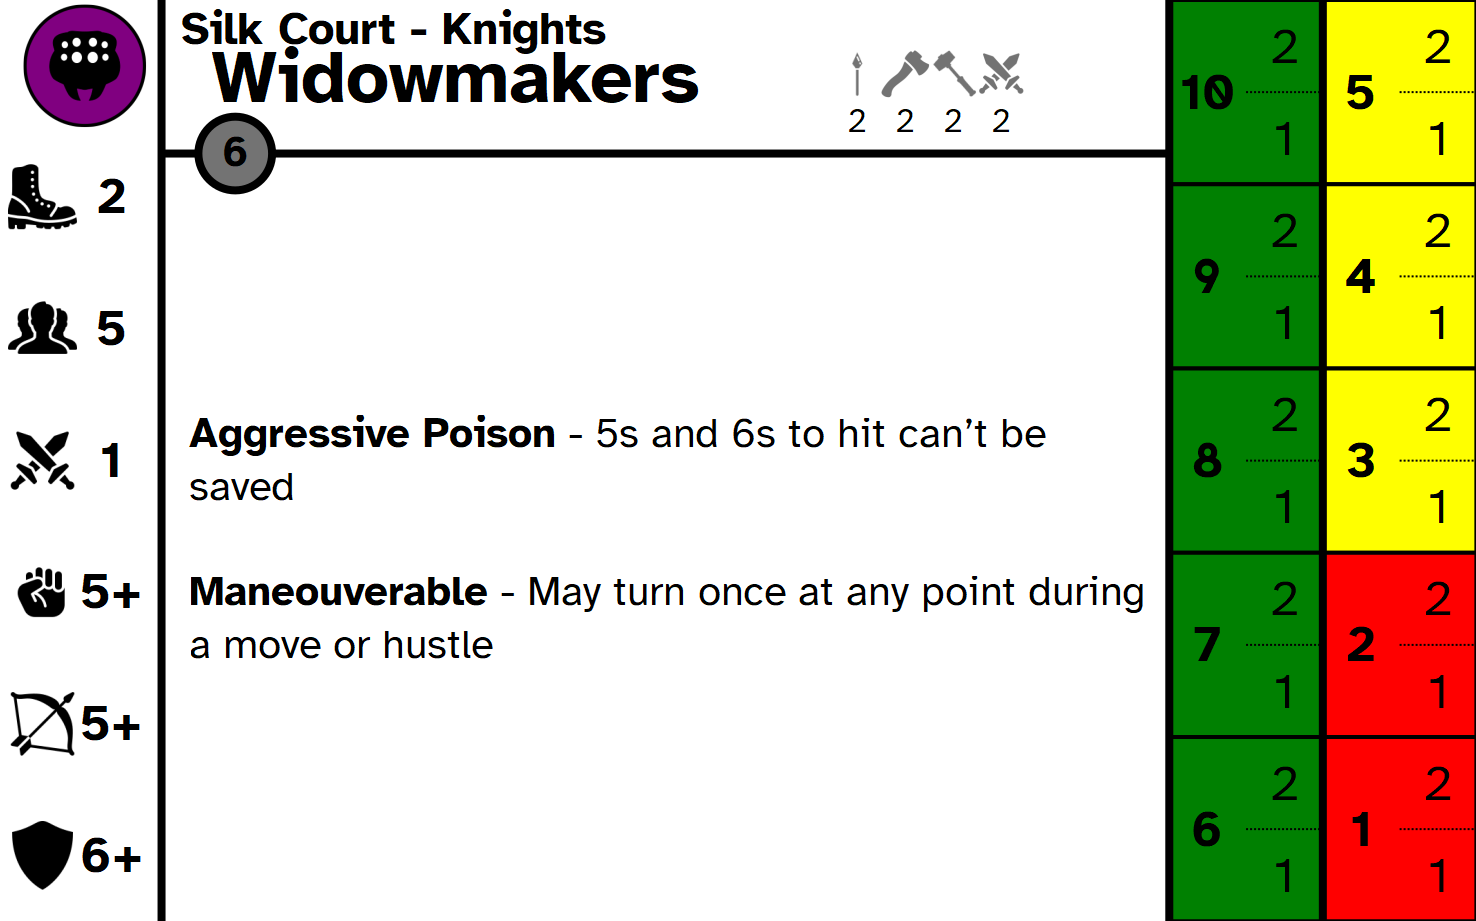 Silk Court - Knights
Widowmakers
2 2 2 2
6
2
5
1
5+
5+
6+
Aggressive Poison - 5s and 6s to hit can’t be
saved
Maneouverable - May turn once at any point during
a move or hustle
10 2 1
9 2 1
8 2 1
7 2 1
6 2 1
5 2 1
4 2 1
3 2 1
2 2 1
1 2 1